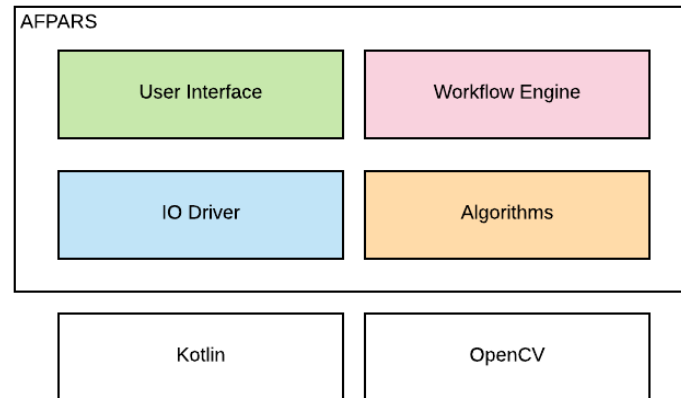 AFPARS
User Interface
Workflow Engine
IO Driver
Algorithms
Kotlin
OpenCV